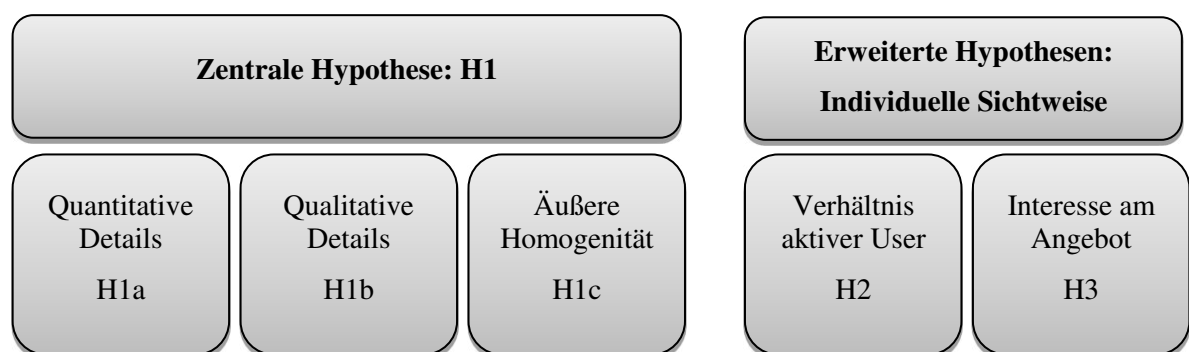 Zentrale Hypothese: H1
Erweiterte Hypothesen:
Individuelle Sichtweise
Quantitative
Details
H1a
Qualitative
Details
H1b
Äußere
Homogenität
H1c
Verhältnis
aktiver User
H2
Interesse am
Angebot
H3